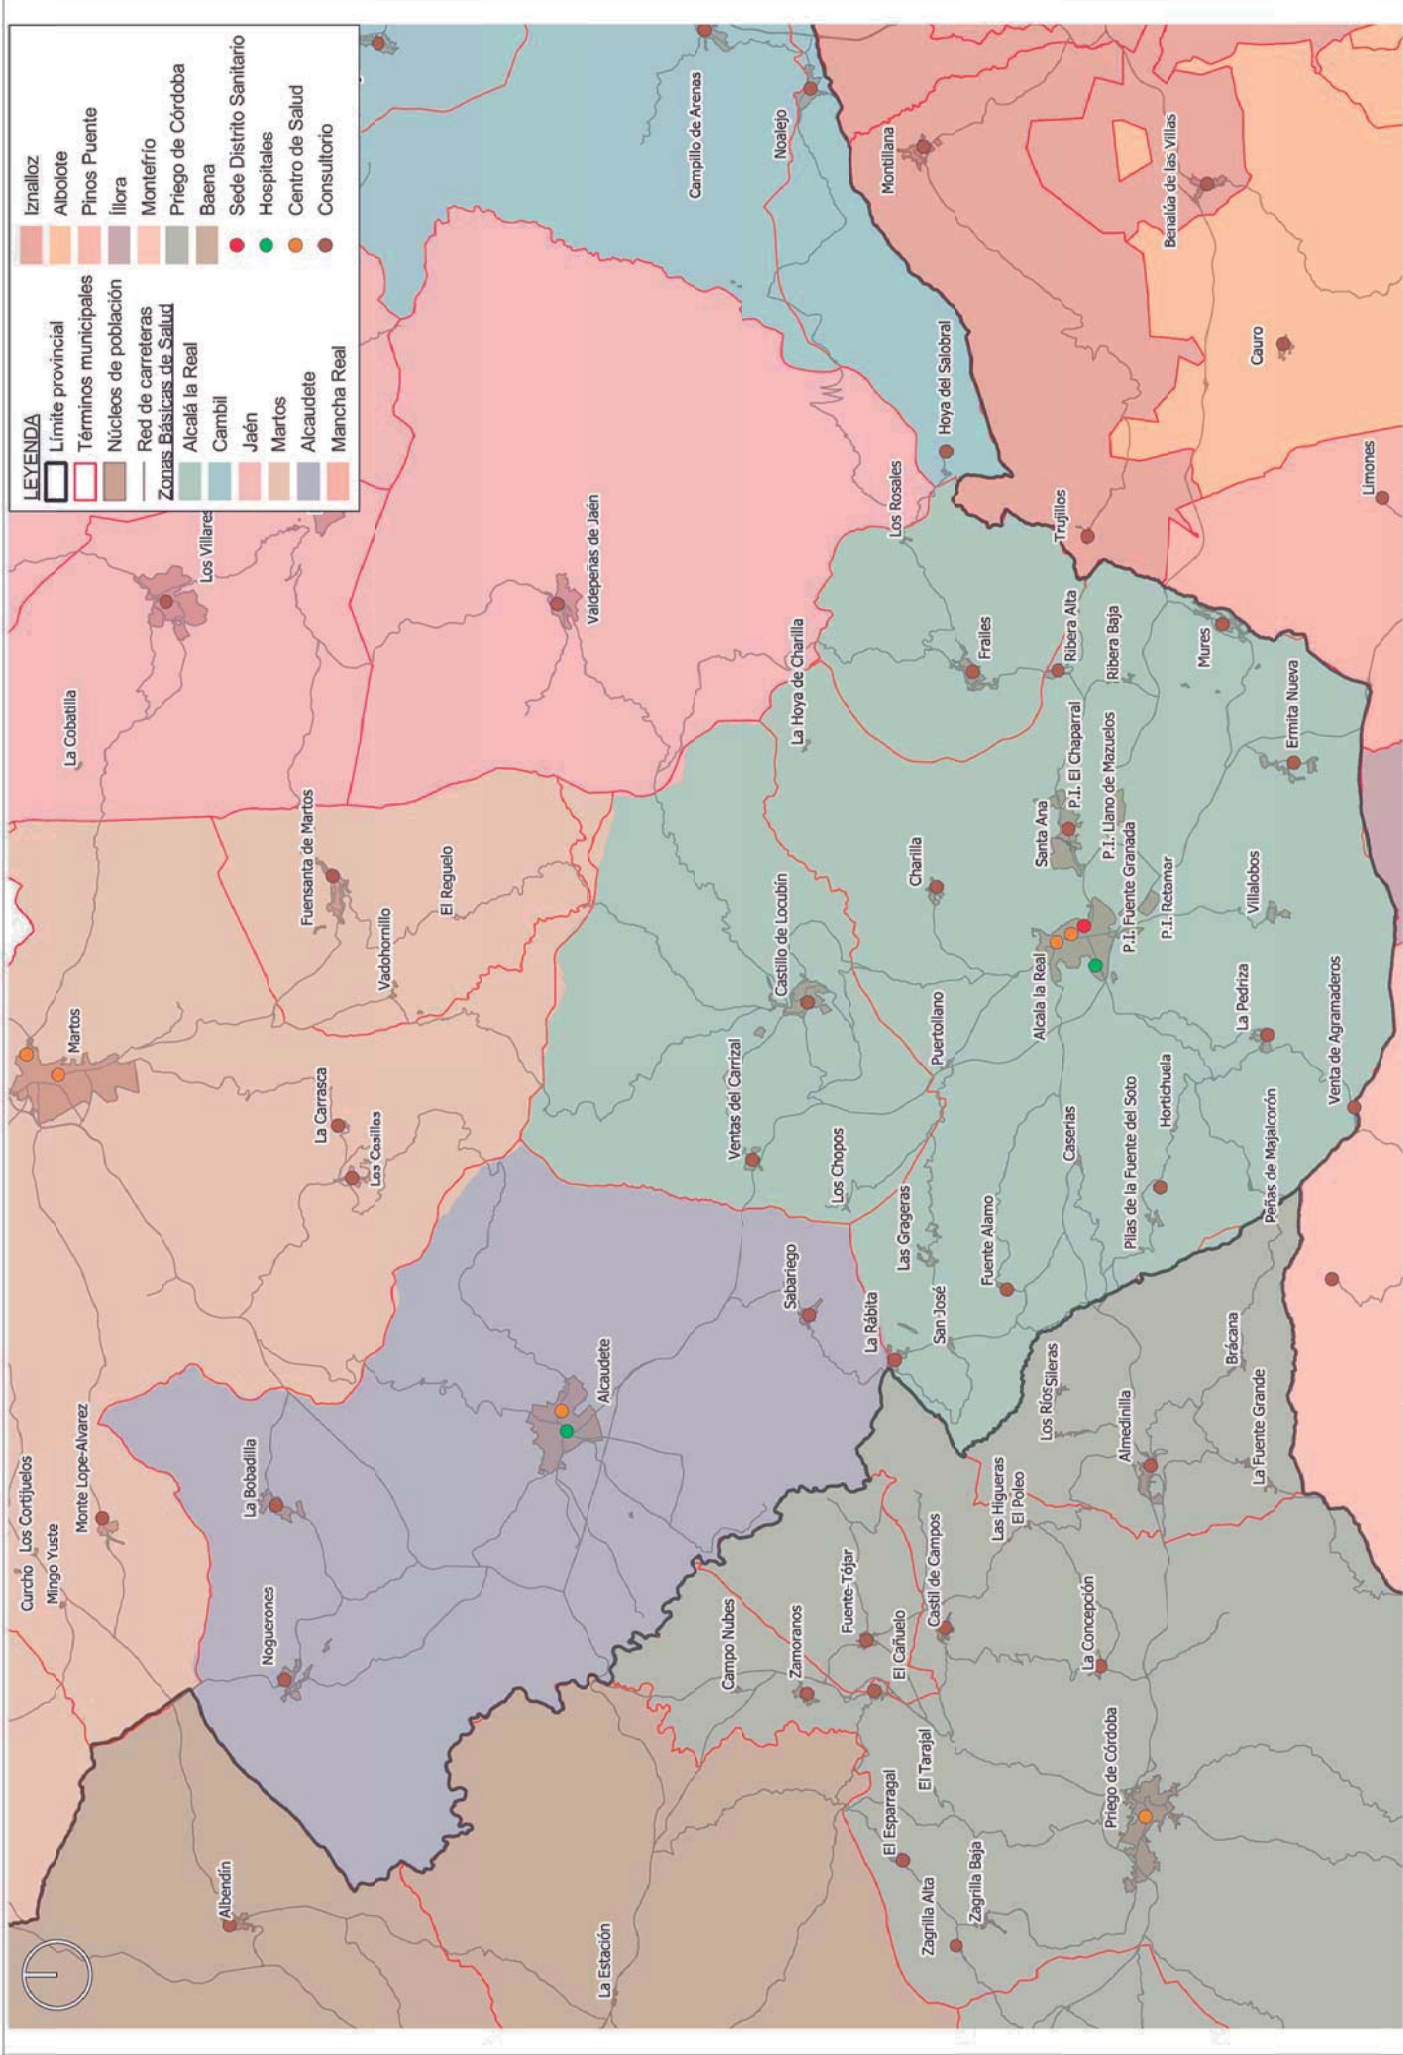 LEYENDA
Límite provincial
Términos municipales
Núcleos de población
Red de carreteras
Zonas Básicas de Salud
Alcalá la Real
Cambil
Jaén
Martos
Alcaudete
Mancha Real
Iznalloz
Albolote
Pinos Puente
Íllora
Montefrío
Priego de Córdoba
Baena
Sede Distrito Sanitario
Hospitales
Centro de Salud
Consultorio
Curcho
Los Cortijuelos
Mingo Yuste
Monte Lope-Alvarez
Martos
La Cobatilla
Los Villares
Albendín
Noguerones
La Bobadilla
La Carrasca
Los Casillas
Vadohornillo
Fuensanta de Martos
El Reguelo
Valdepeñas de Jaén
Campillo de Arenas
Noalejo
La Estación
Alcaudete
Sabariego
Ventas del Carrizal
Castillo de Locubín
La Hoya de Charilla
Los Chopos
Campo Nubes
Zamoranos
Fuente-Tójar
El Cañuelo
Castil de Campos
El Esparragal
El Tarajal
Zagrilla Alta
Zagrilla Baja
La Rábita
Las Grageras
San José
Puertollano
Charilla
Los Rosales
Hoya del Salobral
Montillana
Frailes
Fuente Alamo
Las Higueras
El Poleo
Los Ríos
Sileras
Caserias
Alcala la Real
Santa Ana
P.I. El Chaparral
Ribera Alta
Trujillos
La Concepción
Priego de Córdoba
Almedinilla
Pilas de la Fuente del Soto
Hortichuela
P.I. Fuente Granada
P.I. Llano de Mazuelos
P.I. Retamar
Ribera Baja
Benalúa de las Villas
Brácana
La Fuente Grande
Peñas de Majalcorón
La Pedriza
Villalobos
Mures
Ermita Nueva
Cauro
Venta de Agramaderos
Limones